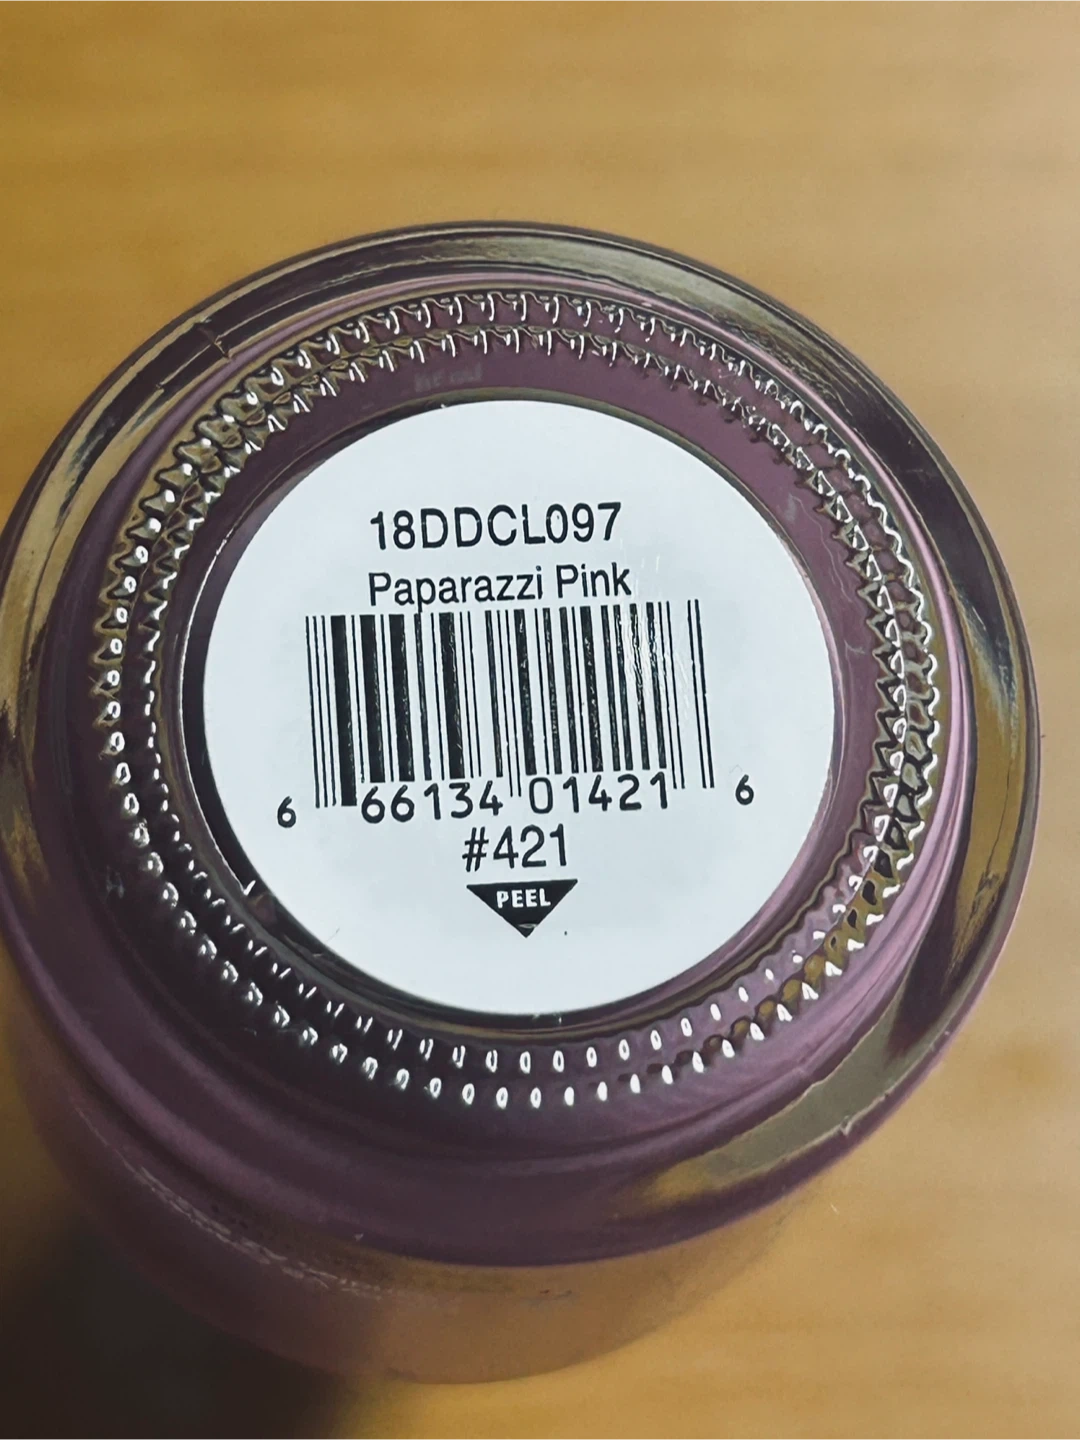 18DDCL097
Paparazzi Pink
6 66134 01421 6
#421
PEEL